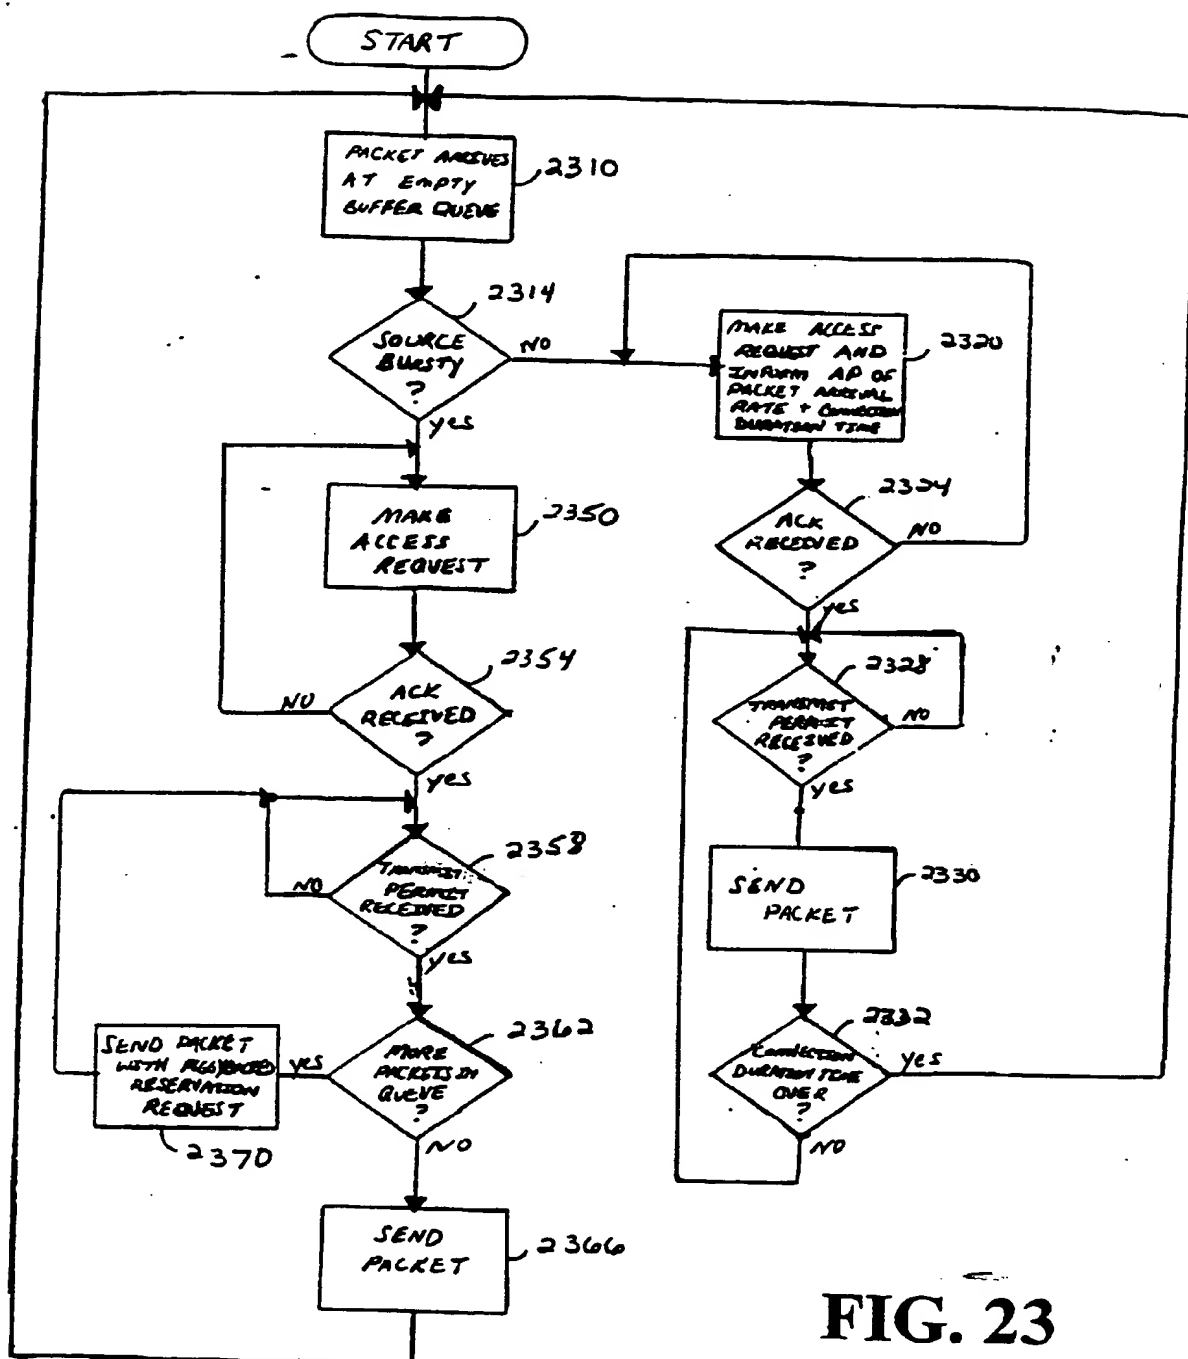 START
PACKET ARRIVES
AT EMPTY
BUFFER QUEUE
2310
2314
SOURCE
BURSTY
?
NO
yes
MAKE ACCESS
REQUEST AND
INFORM AP OF
PACKET ARRIVAL
RATE + CONNECTION
DURATION TIME
2320
2324
ACK
RECEIVED
?
NO
yes
2328
TRANSMIT
PERMIT
RECEIVED
?
NO
yes
SEND
PACKET
2330
2332
CONNECTION
DURATION TIME
OVER
?
yes
NO
MAKE
ACCESS
REQUEST
2350
2354
ACK
RECEIVED
?
NO
yes
2358
TRANSMIT
PERMIT
RECEIVED
?
NO
yes
2362
MORE
PACKETS IN
QUEUE
?
yes
NO
SEND PACKET
WITH PIGGYBACKED
RESERVATION
REQUEST
2370
SEND
PACKET
2366
FIG. 23